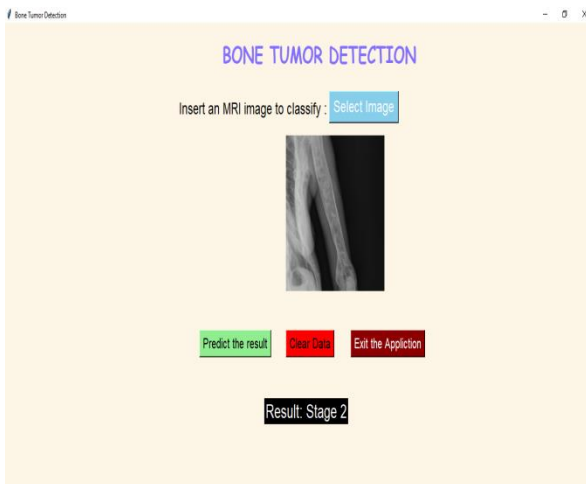 Bone Tumor Detection
BONE TUMOR DETECTION
Insert an MRI image to classify : Select Image
Predict the result Clear Data Exit the Appliction
Result: Stage 2